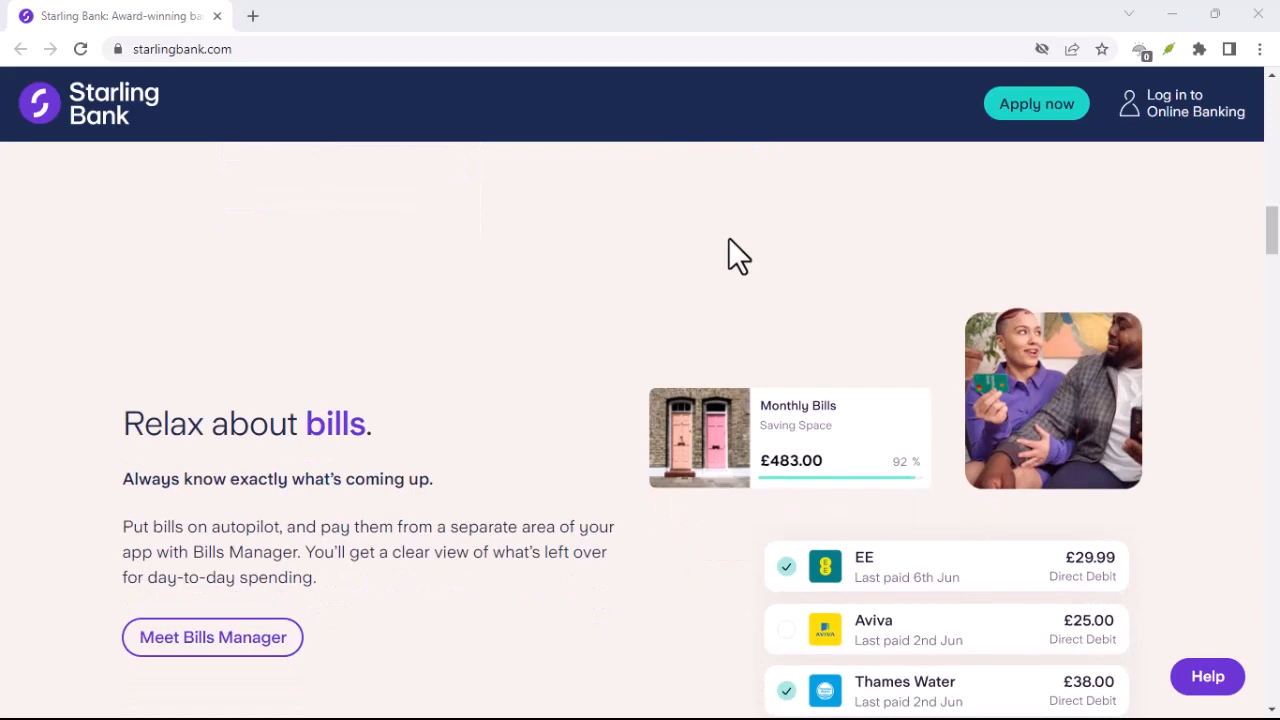 Starling Bank: Award-winning ba
starlingbank.com
0
Starling
Bank
Apply now
Log in to
Online Banking
Relax about bills.
Always know exactly what's coming up.
Put bills on autopilot, and pay them from a separate area of your
app with Bills Manager. You'll get a clear view of what's left over
for day-to-day spending.
Meet Bills Manager
Monthly Bills
Saving Space
£483.00 92 %
EE £29.99
Last paid 6th Jun Direct Debit
AVIVA
Aviva £25.00
Last paid 2nd Jun Direct Debit
Thames Water £38.00
Last paid 2nd Jun Direct Debit
Help